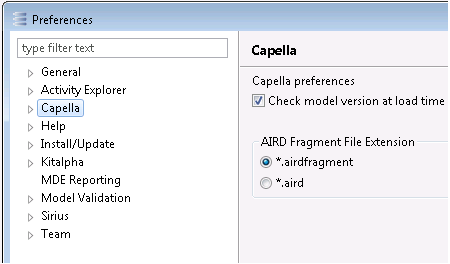 Preferences
type filter text
General
Activity Explorer
Capella
Help
Install/Update
Kitalpha
MDE Reporting
Model Validation
Sirius
Team
Capella
Capella preferences
Check model version at load time
AIRD Fragment File Extension
*.airdfragment
*.aird